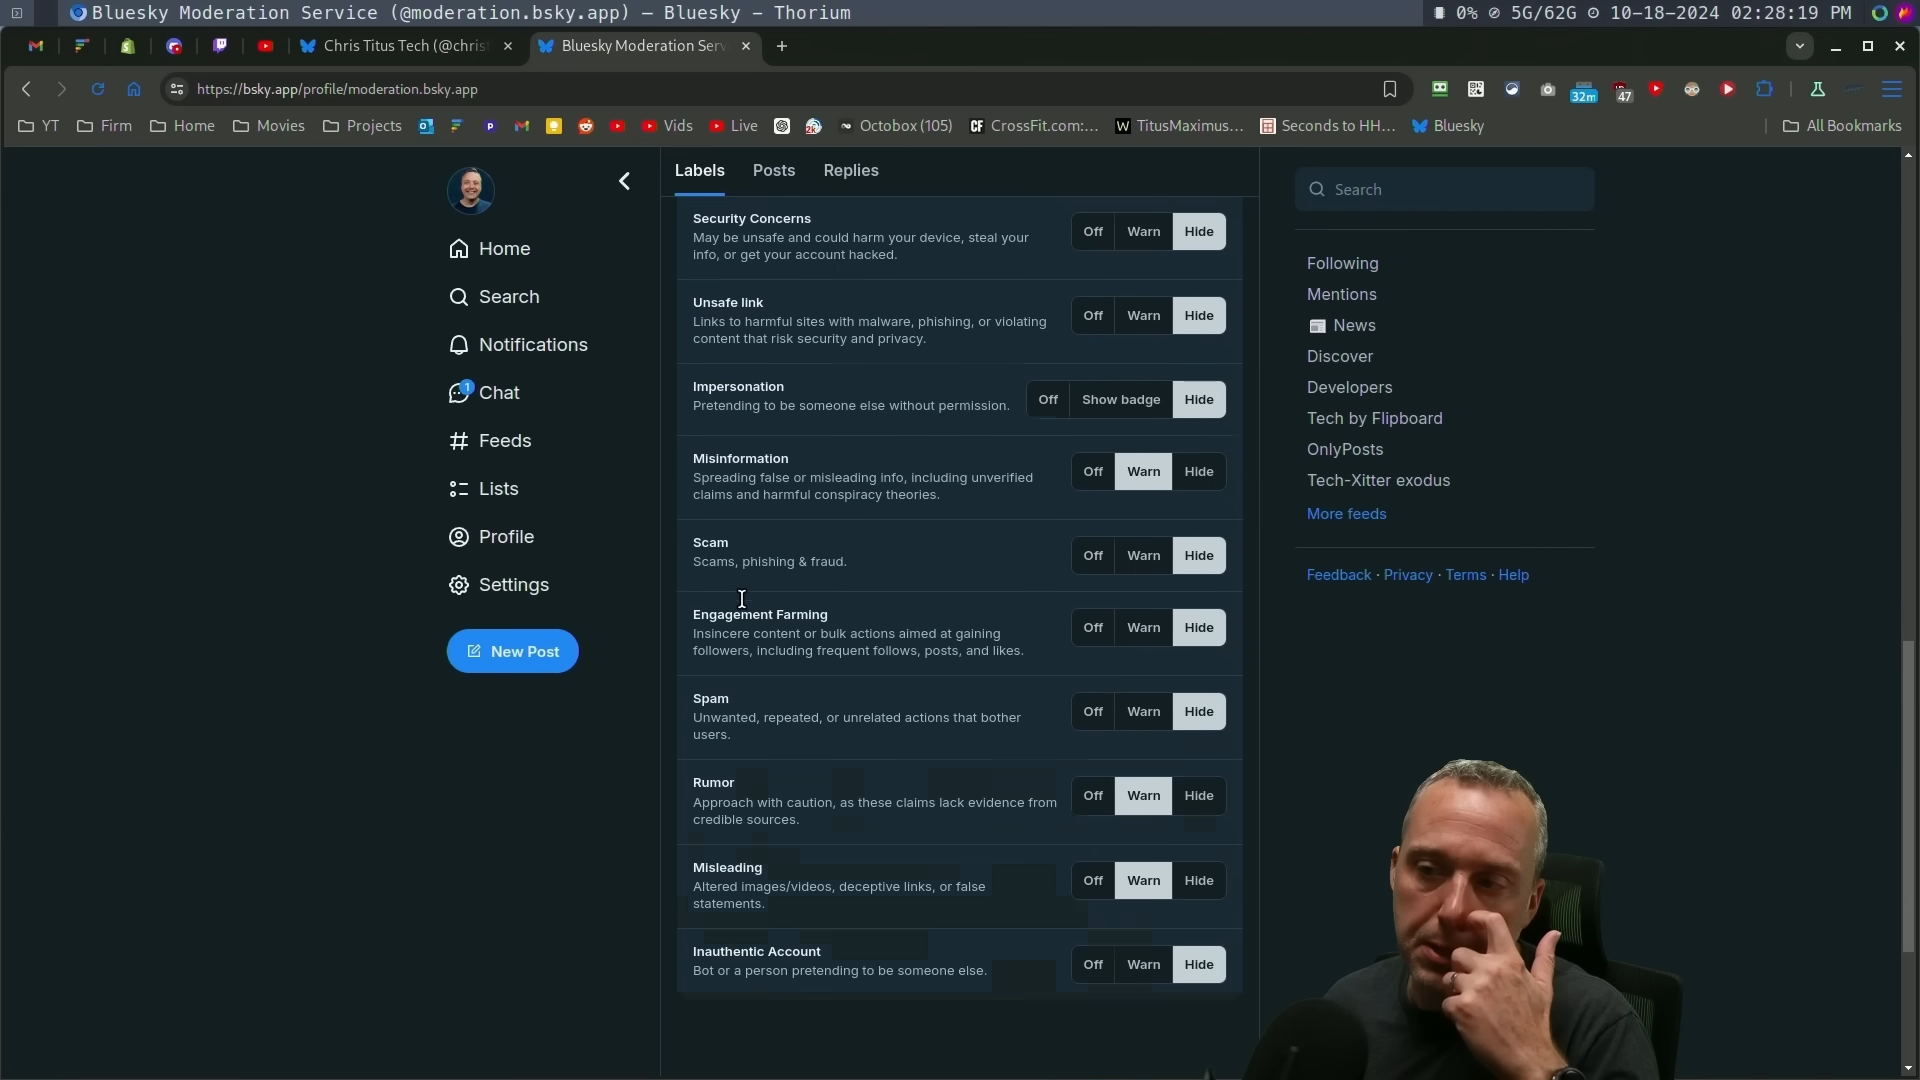 Bluesky Moderation Service (@moderation.bsky.app) — Bluesky – Thorium
0% 5G/62G 10-18-2024 02:28:19 PM
Chris Titus Tech (@chris
Bluesky Moderation Serv
https://bsky.app/profile/moderation.bsky.app
32m
47
YT
Firm
Home
Movies
Projects
Vids
Live
Octobox (105)
CrossFit.com:...
TitusMaximus...
Seconds to HH...
Bluesky
All Bookmarks
Home
Search
Notifications
1
Chat
Feeds
Lists
Profile
Settings
New Post
Labels Posts Replies
Security Concerns
May be unsafe and could harm your device, steal your
info, or get your account hacked.
Off Warn Hide
Unsafe link
Links to harmful sites with malware, phishing, or violating
content that risk security and privacy.
Off Warn Hide
Impersonation
Pretending to be someone else without permission.
Off Show badge Hide
Misinformation
Spreading false or misleading info, including unverified
claims and harmful conspiracy theories.
Off Warn Hide
Scam
Scams, phishing & fraud.
Off Warn Hide
Engagement Farming
Insincere content or bulk actions aimed at gaining
followers, including frequent follows, posts, and likes.
Off Warn Hide
Spam
Unwanted, repeated, or unrelated actions that bother
users.
Off Warn Hide
Rumor
Approach with caution, as these claims lack evidence from
credible sources.
Off Warn Hide
Misleading
Altered images/videos, deceptive links, or false
statements.
Off Warn Hide
Inauthentic Account
Bot or a person pretending to be someone else.
Off Warn Hide
Search
Following
Mentions
News
Discover
Developers
Tech by Flipboard
OnlyPosts
Tech-Xitter exodus
More feeds
Feedback · Privacy · Terms · Help